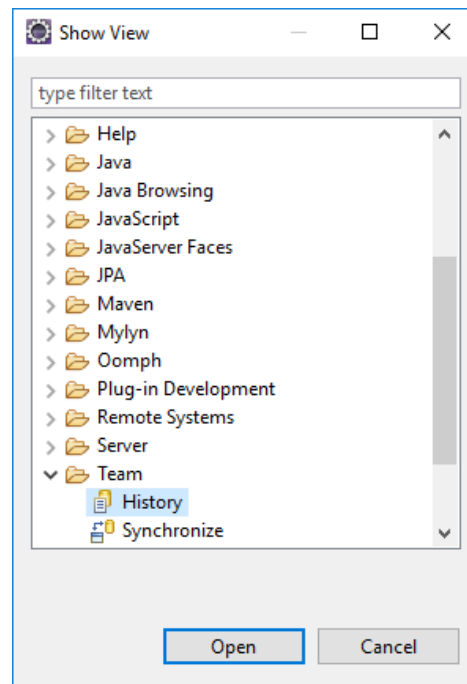 Show View
type filter text
Help
Java
Java Browsing
JavaScript
JavaServer Faces
JPA
Maven
Mylyn
Oomph
Plug-in Development
Remote Systems
Server
Team
History
Synchronize
Open Cancel